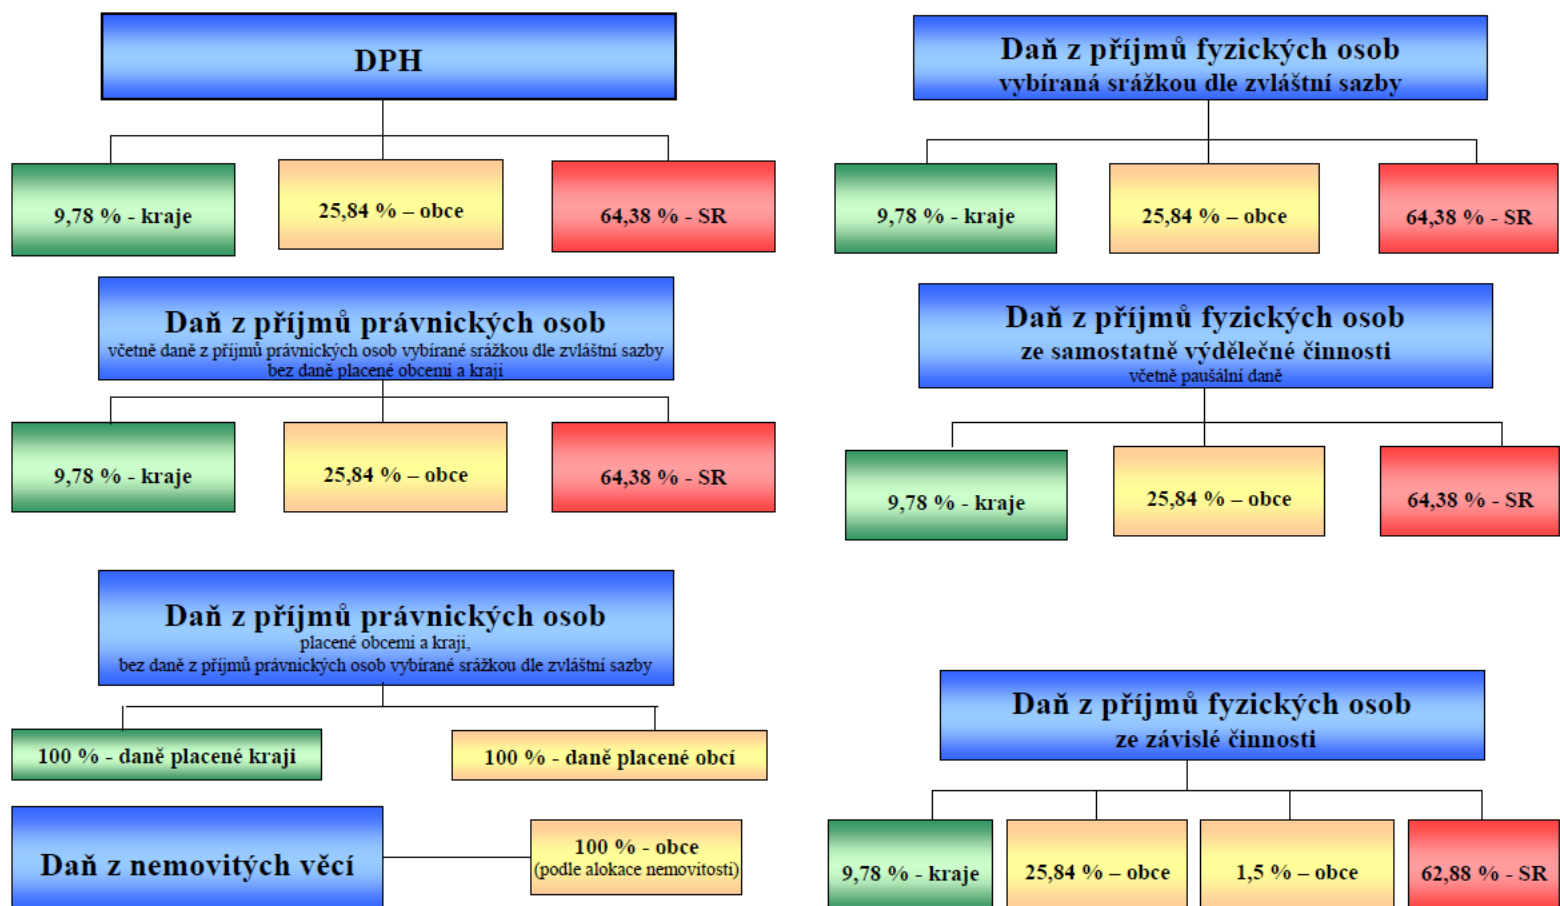 DPH
9,78 % - kraje
25,84 % – obce
64,38 % - SR
Daň z příjmů fyzických osob
vybíraná srážkou dle zvláštní sazby
9,78 % - kraje
25,84 % – obce
64,38 % - SR
Daň z příjmů právnických osob
včetně daně z příjmů právnických osob vybírané srážkou dle zvláštní sazby
bez daně placené obcemi a kraji
9,78 % - kraje
25,84 % – obce
64,38 % - SR
Daň z příjmů fyzických osob
ze samostatně výdělečné činnosti
včetně paušální daně
9,78 % - kraje
25,84 % – obce
64,38 % - SR
Daň z příjmů právnických osob
placené obcemi a kraji,
bez daně z příjmů právnických osob vybírané srážkou dle zvláštní sazby
100 % - daně placené kraji
100 % - daně placené obcí
Daň z příjmů fyzických osob
ze závislé činnosti
9,78 % - kraje
25,84 % – obce
1,5 % – obce
62,88 % - SR
Daň z nemovitých věcí
100 % - obce
(podle alokace nemovitosti)